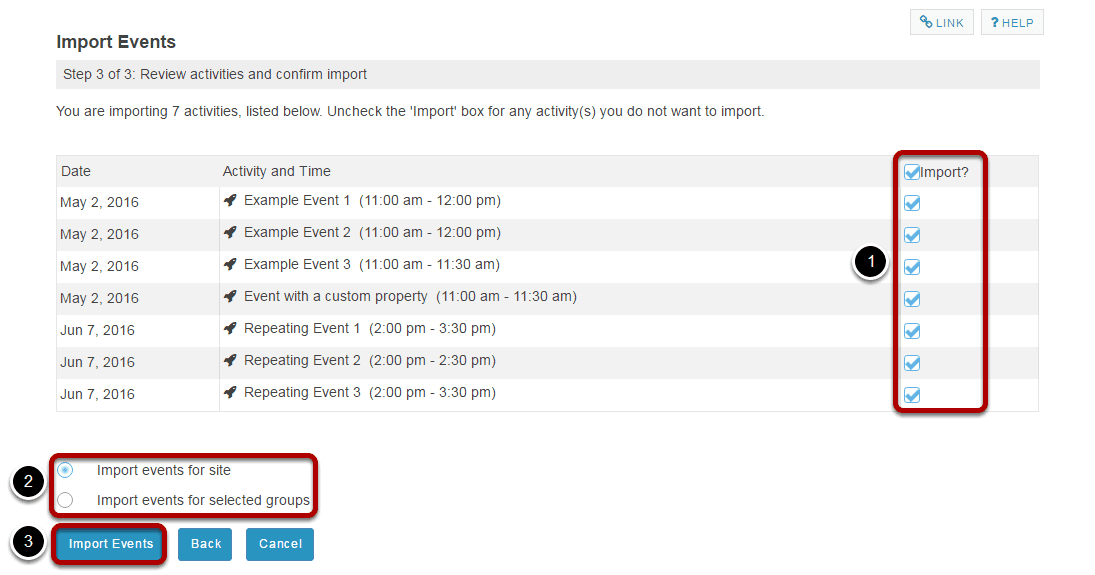 LINK
? HELP
Import Events
Step 3 of 3: Review activities and confirm import
You are importing 7 activities, listed below. Uncheck the 'Import' box for any activity(s) you do not want to import.
Date Activity and Time Import?
May 2, 2016 Example Event 1 (11:00 am - 12:00 pm)
May 2, 2016 Example Event 2 (11:00 am - 12:00 pm)
May 2, 2016 Example Event 3 (11:00 am - 11:30 am)
1
May 2, 2016 Event with a custom property (11:00 am - 11:30 am)
Jun 7, 2016 Repeating Event 1 (2:00 pm - 3:30 pm)
Jun 7, 2016 Repeating Event 2 (2:00 pm - 2:30 pm)
Jun 7, 2016 Repeating Event 3 (2:00 pm - 3:30 pm)
Import events for site
2
Import events for selected groups
3 Import Events Back Cancel